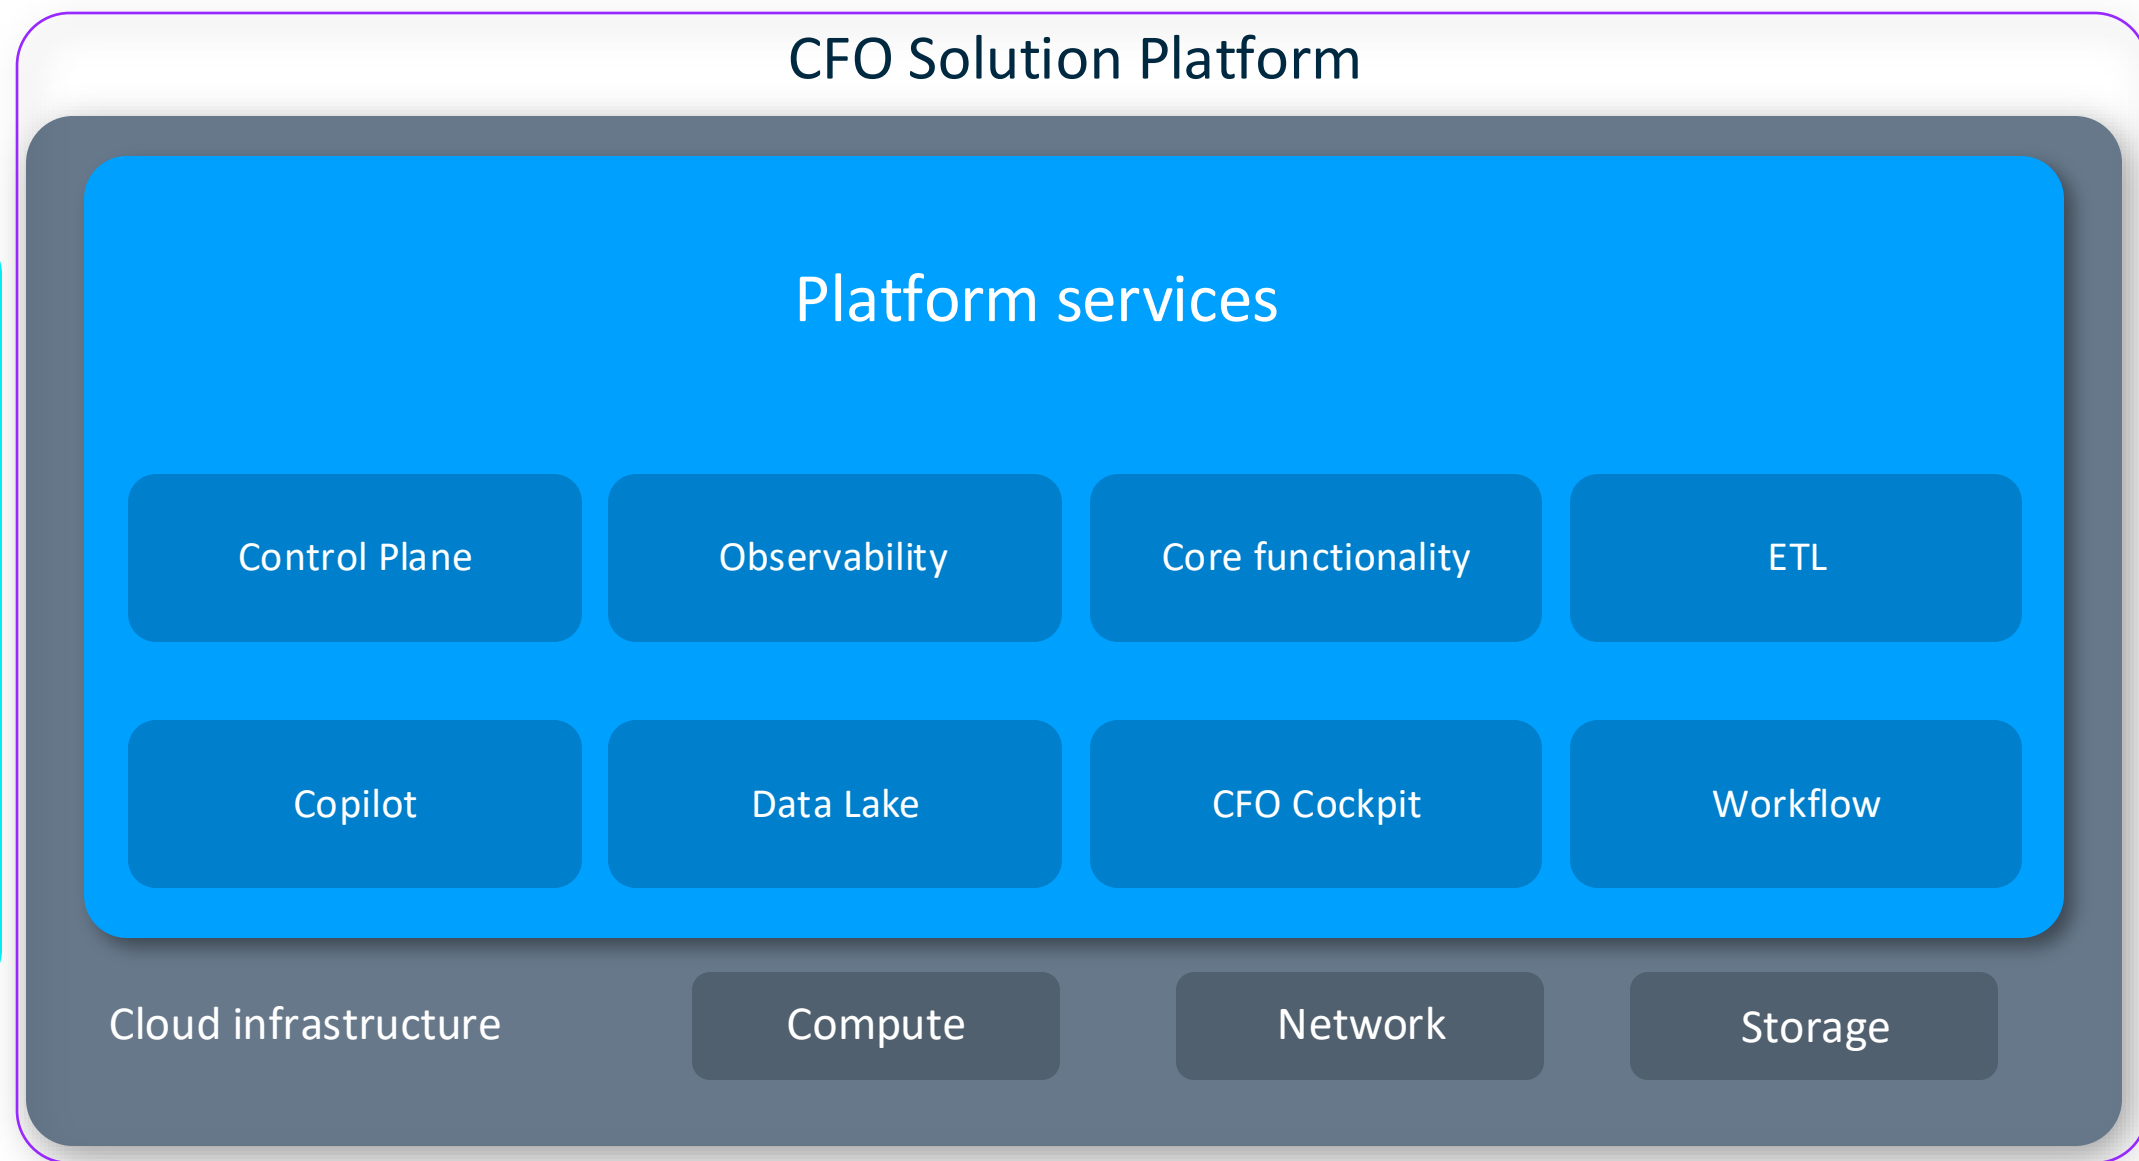 CFO Solution Platform
Platform services
Control Plane
Observability
Core functionality
ETL
Copilot
Data Lake
CFO Cockpit
Workflow
Cloud infrastructure
Compute
Network
Storage